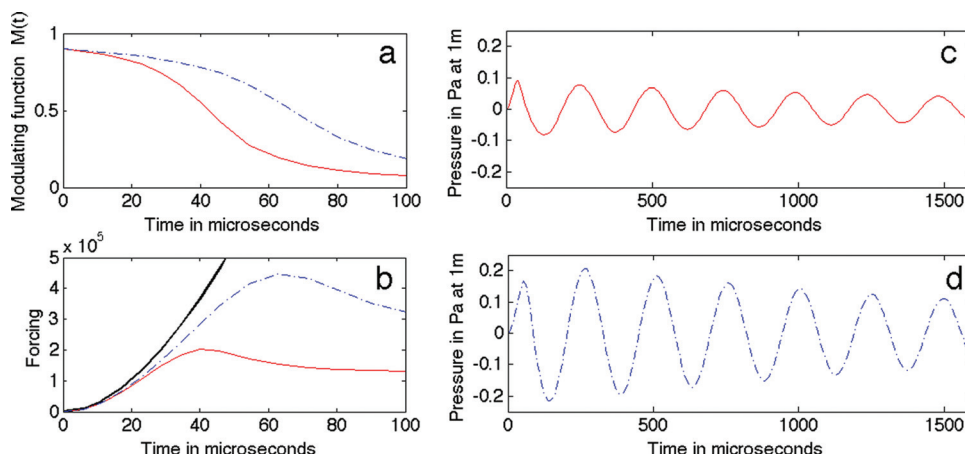 Modulating function M(t)
1
0.5
0
a
0 20 40 60 80 100
Time in microseconds
x 10^5
Forcing
5
4
3
2
1
0
b
0 20 40 60 80 100
Time in microseconds
Pressure in Pa at 1m
0.2
0.1
0
-0.1
-0.2
c
0 500 1000 1500
Time in microseconds
Pressure in Pa at 1m
0.2
0.1
0
-0.1
-0.2
d
0 500 1000 1500
Time in microseconds